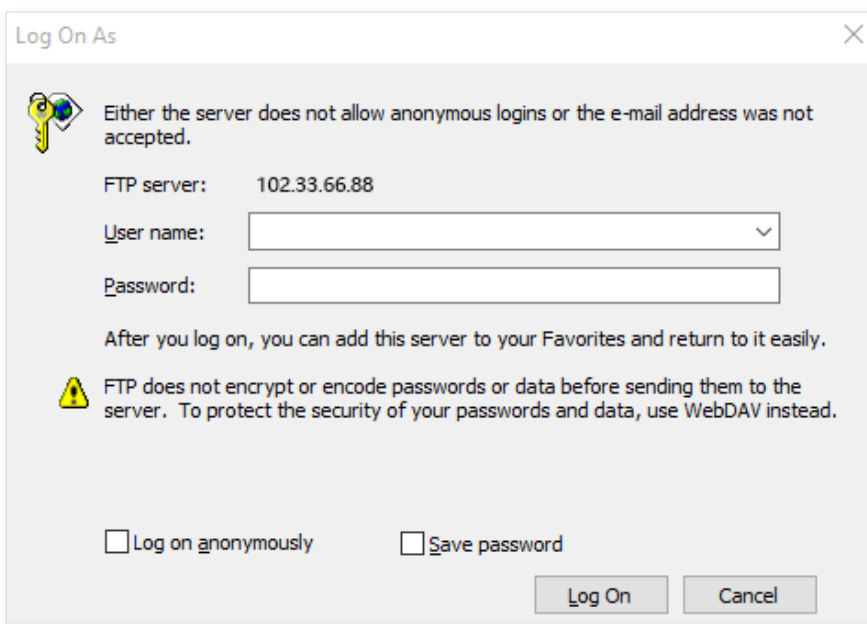 Log On As
Either the server does not allow anonymous logins or the e-mail address was not
accepted.
FTP server: 102.33.66.88
User name:
Password:
After you log on, you can add this server to your Favorites and return to it easily.
FTP does not encrypt or encode passwords or data before sending them to the
server.  To protect the security of your passwords and data, use WebDAV instead.
Log on anonymously Save password
Log On Cancel